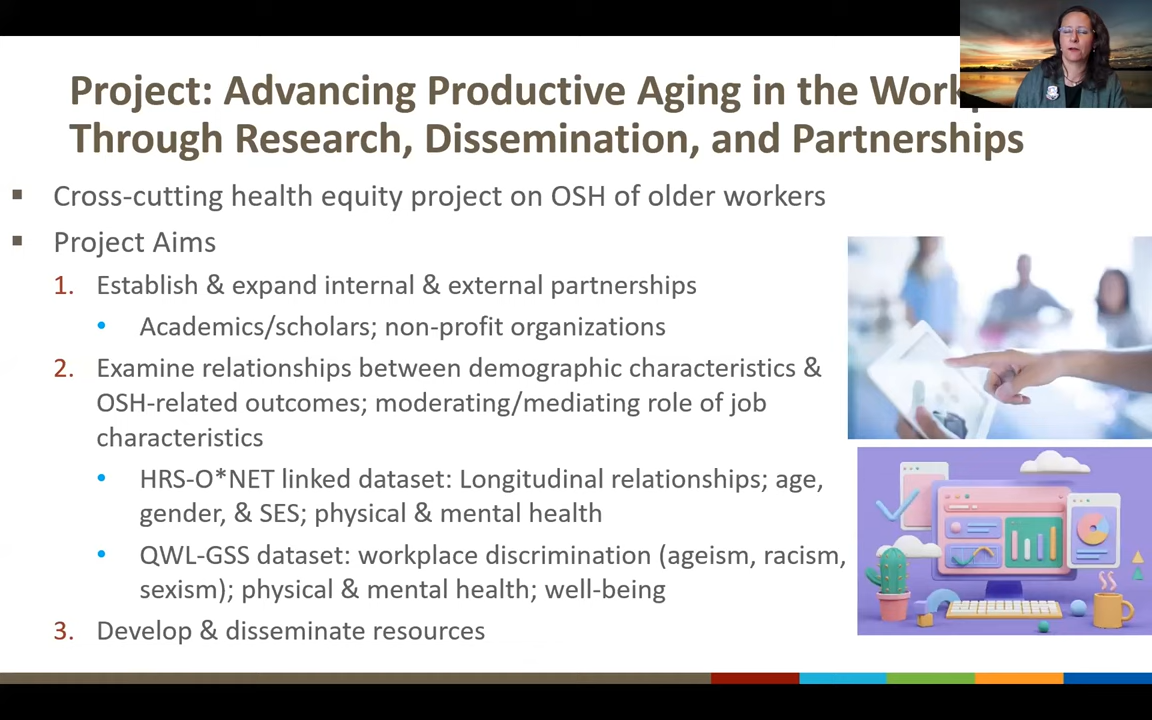 Project: Advancing Productive Aging in the
Through Research, Dissemination, and Partnerships
Cross-cutting health equity project on OSH of older workers
Project Aims
1. Establish & expand internal & external partnerships
Academics/scholars; non-profit organizations
2. Examine relationships between demographic characteristics &
OSH-related outcomes; moderating/mediating role of job
characteristics
HRS-O*NET linked dataset: Longitudinal relationships; age,
gender, & SES; physical & mental health
QWL-GSS dataset: workplace discrimination (ageism, racism,
sexism); physical & mental health; well-being
3. Develop & disseminate resources